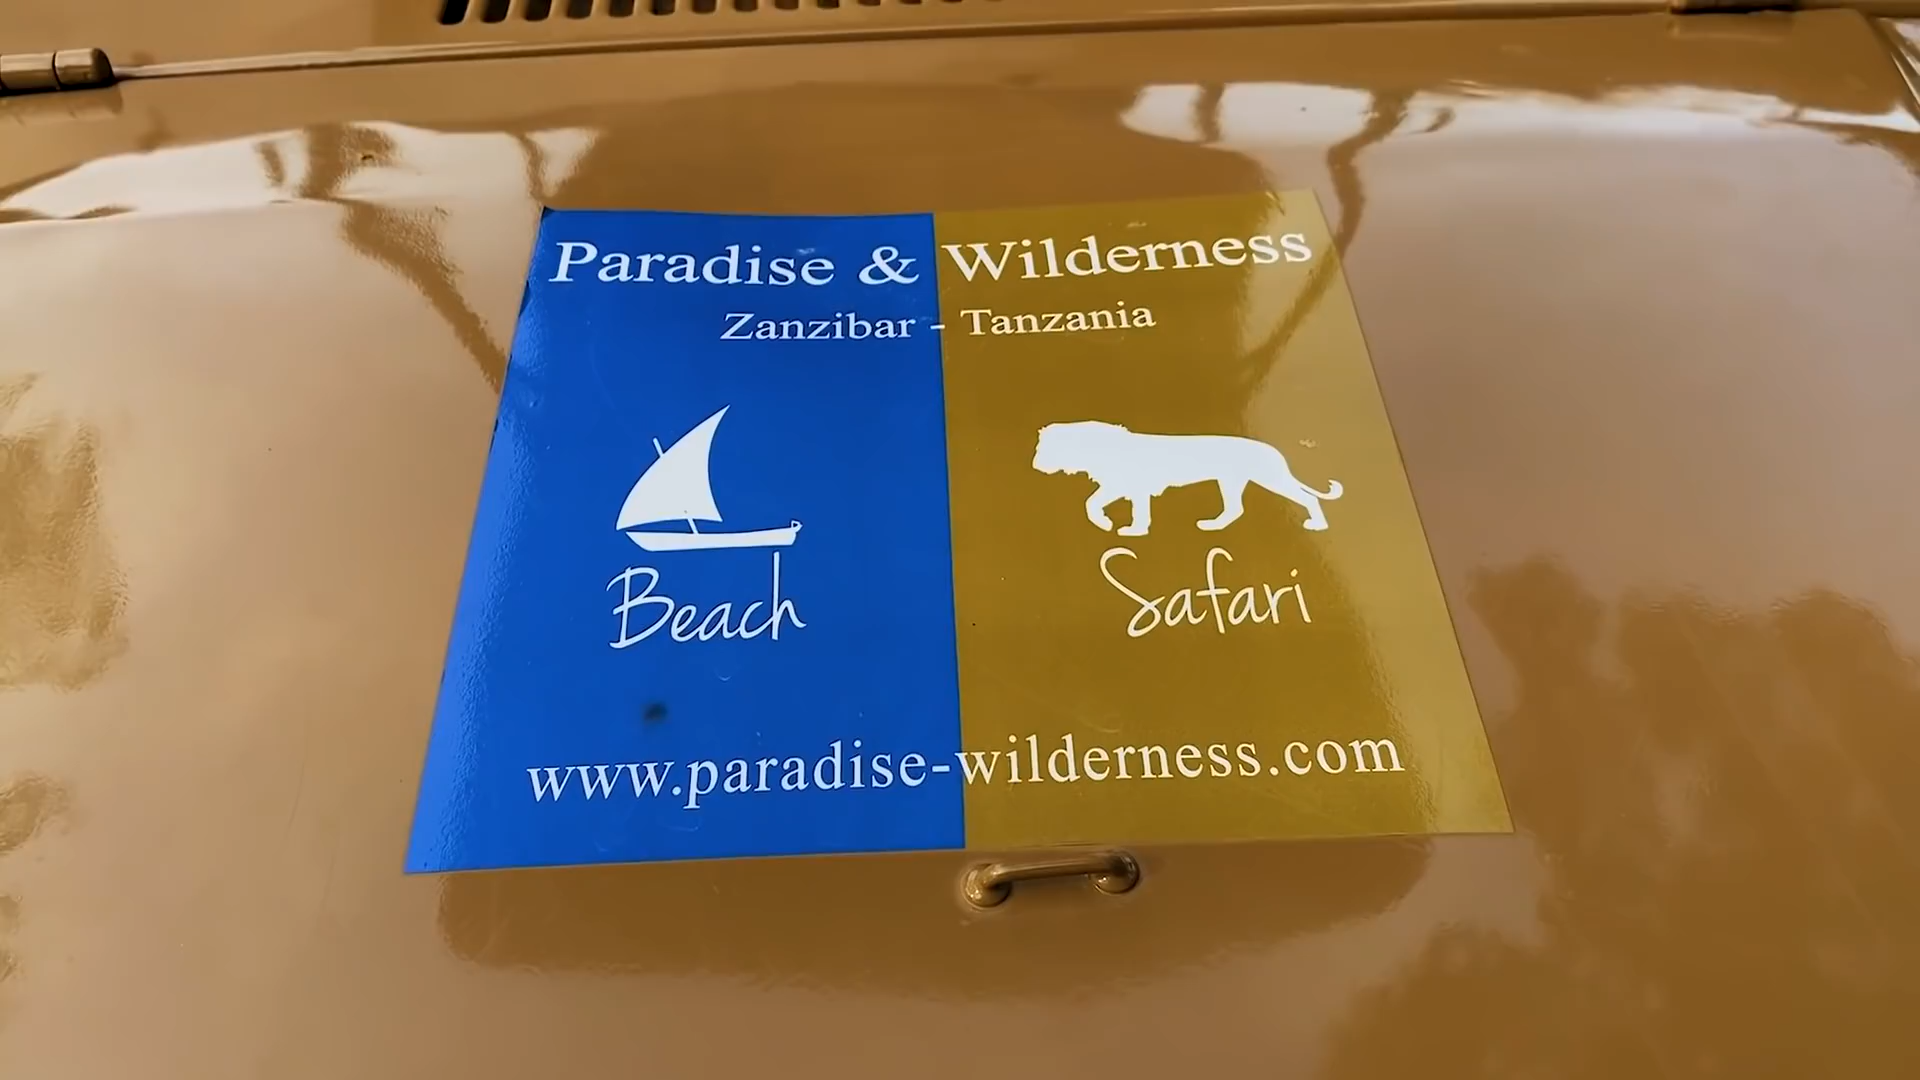 Paradise & Wilderness
Zanzibar - Tanzania
Beach
Safari
www.paradise-wilderness.com